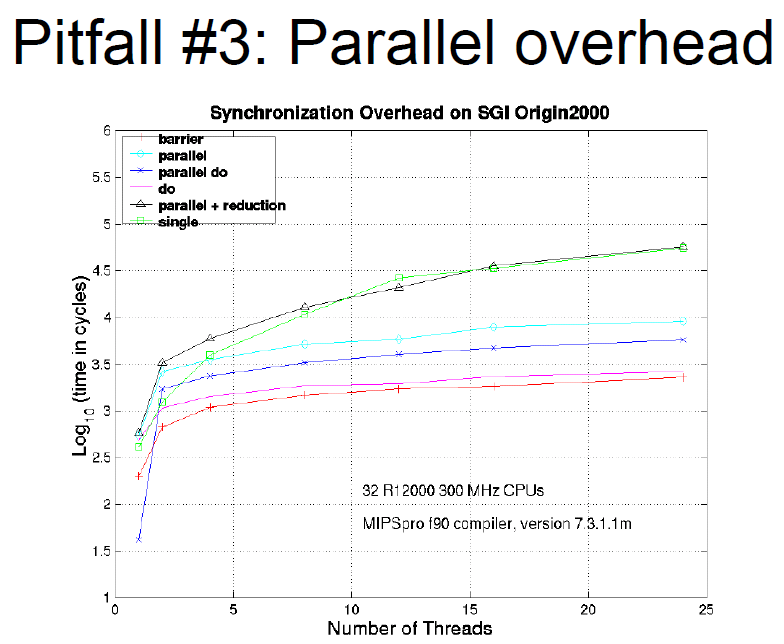 Pitfall #3: Parallel overhead
Synchronization Overhead on SGI Origin2000
6
5.5
5
4.5
4
3.5
3
2.5
2
1.5
1
Log10 (time in cycles)
barrier
parallel
parallel do
do
parallel + reduction
single
32 R12000 300 MHz CPUs
MIPSpro f90 compiler, version 7.3.1.1m
0
5
10
15
20
25
Number of Threads